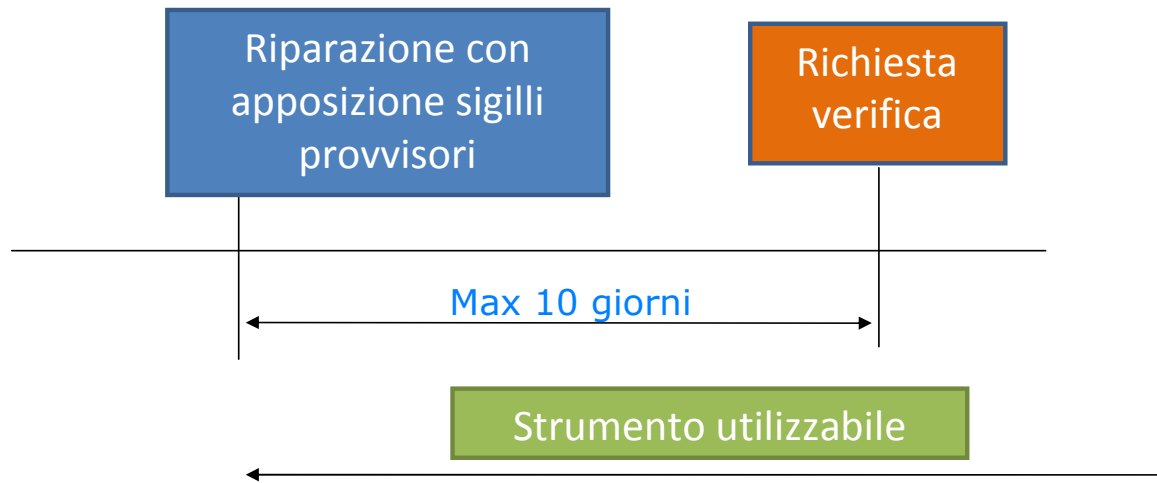 Riparazione con
apposizione sigilli
provvisori
Richiesta
verifica
Max 10 giorni
Strumento utilizzabile